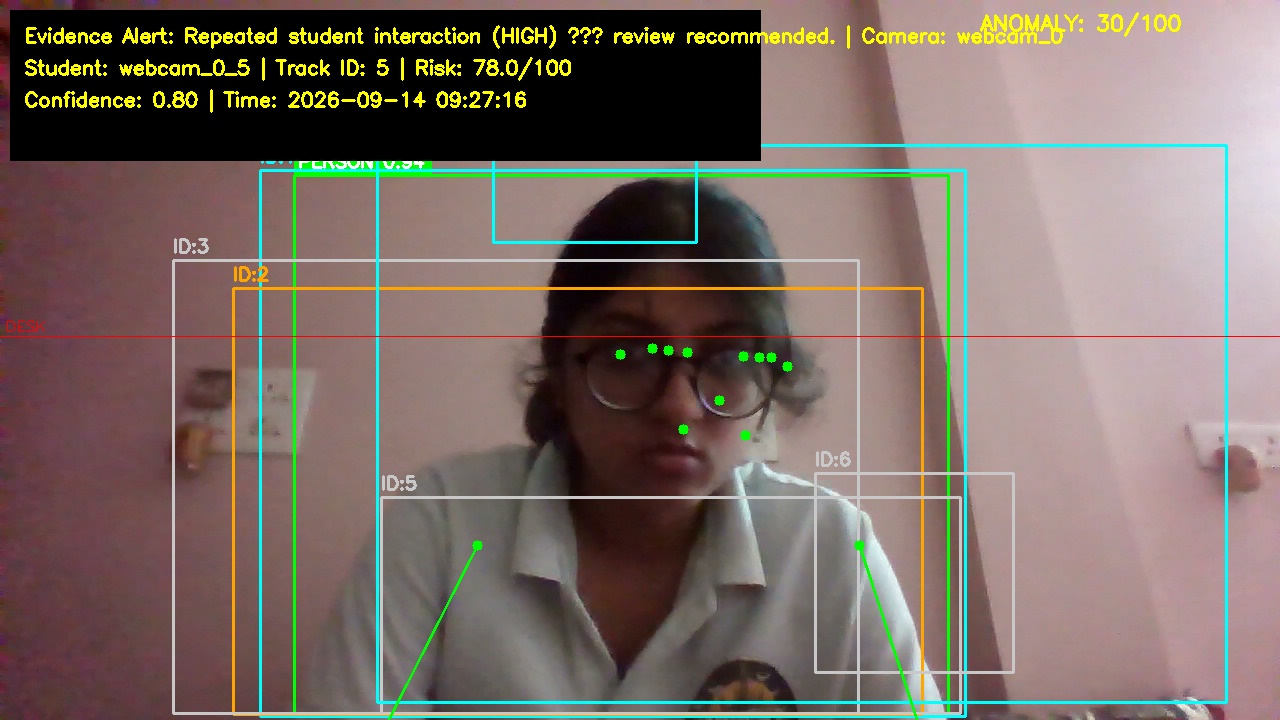 Evidence Alert: Repeated student interaction (HIGH) ??? review recommended. | Camera: webcam_0
ANOMALY: 30/100
Student: webcam_0_5 | Track ID: 5 | Risk: 78.0/100
Confidence: 0.80 | Time: 2026-09-14 09:27:16
PERSON 0.94
ID:3
ID:2
DESK
ID:6
ID:5